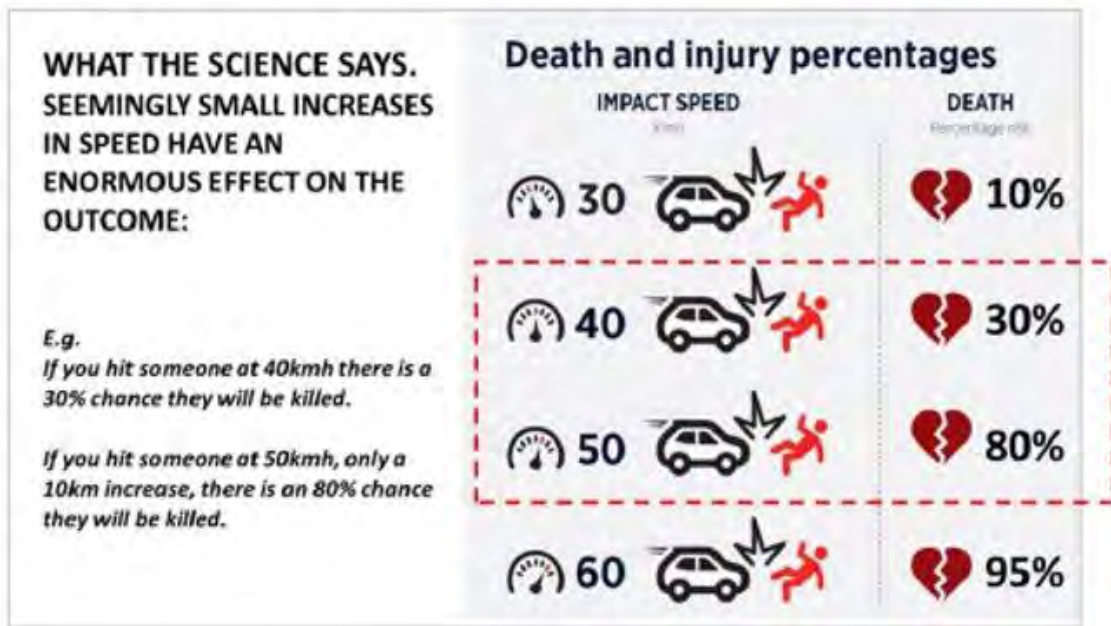 WHAT THE SCIENCE SAYS.
SEEMINGLY SMALL INCREASES
IN SPEED HAVE AN
ENORMOUS EFFECT ON THE
OUTCOME:
E.g.
If you hit someone at 40kmh there is a
30% chance they will be killed.
If you hit someone at 50kmh, only a
10km increase, there is an 80% chance
they will be killed.
Death and injury percentages
IMPACT SPEED DEATH
Percentage risk
30 10%
40 30%
50 80%
60 95%